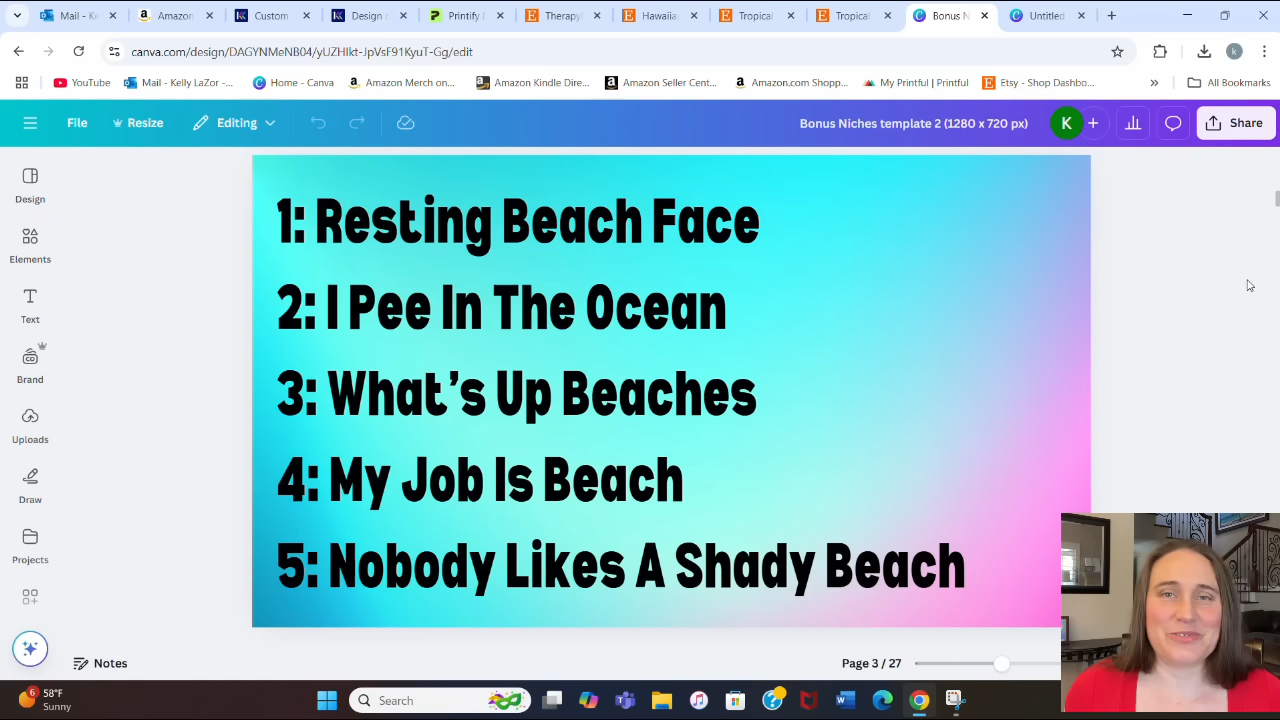 Mail - Ke
Amazon
Custom
Design a
Printify D
Therapy
Hawaiian
Tropical
Tropical
Bonus N
Untitled
canva.com/design/DAGYNMeNB04/yUZHIkt-JpVsF91KyuT-Gg/edit
k
YouTube
Mail - Kelly LaZor -...
Home - Canva
Amazon Merch on...
Amazon Kindle Dire...
Amazon Seller Cent...
Amazon.com Shopp...
My Printful | Printful
Etsy - Shop Dashbo...
»
All Bookmarks
File
Resize
Editing
Bonus Niches template 2 (1280 x 720 px)
K
Share
Design
Elements
Text
Brand
Uploads
Draw
Projects
1: Resting Beach Face
2: I Pee In The Ocean
3: What's Up Beaches
4: My Job Is Beach
5: Nobody Likes A Shady Beach
Notes
Page 3 / 27
6
58°F
Sunny
Search